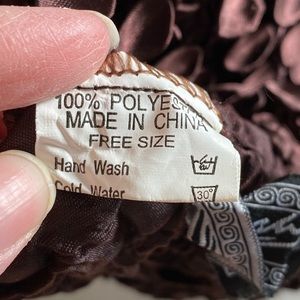 100% POLYES
MADE IN CHINA
FREE SIZE
Hand Wash
Cold Water
30°